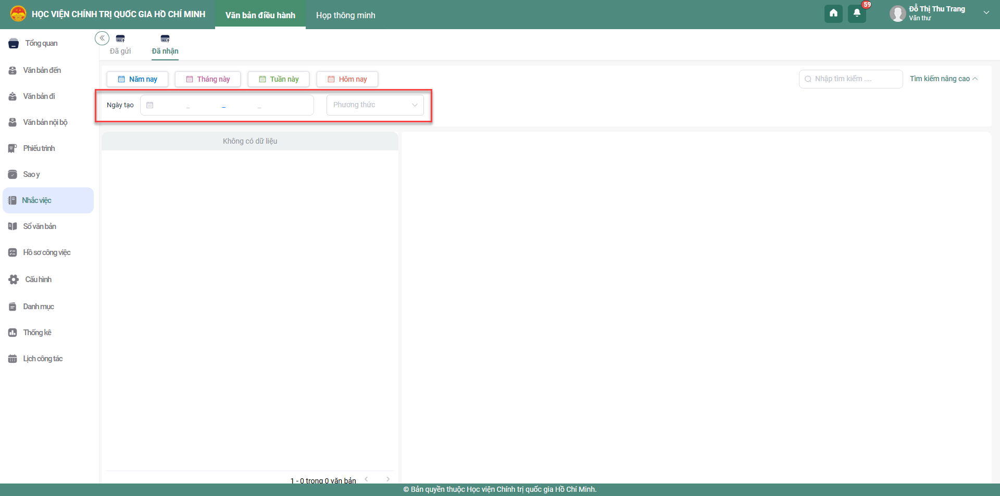 HỌC VIỆN CHÍNH TRỊ QUỐC GIA HỒ CHÍ MINH
Văn bản điều hành
Họp thông minh
59
Đỗ Thị Thu Trang
Văn thư
Tổng quan
Văn bản đến
Văn bản đi
Văn bản nội bộ
Phiếu trình
Sao y
Nhắc việc
Sổ văn bản
Hồ sơ công việc
Cấu hình
Danh mục
Thống kê
Lịch công tác
Đã gửi
Đã nhận
Năm nay
Tháng này
Tuần này
Hôm nay
Nhập tìm kiếm ....
Tìm kiếm nâng cao
Ngày tạo
_ _ _
Phương thức
Không có dữ liệu
1 - 0 trong 0 văn bản
© Bản quyền thuộc Học viện Chính trị quốc gia Hồ Chí Minh.